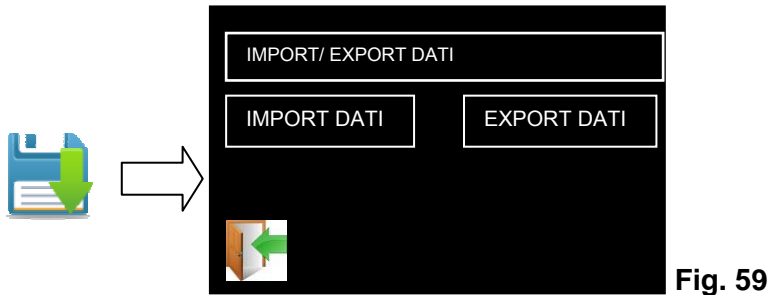 IMPORT/ EXPORT DATI
IMPORT DATI
EXPORT DATI
Fig. 59